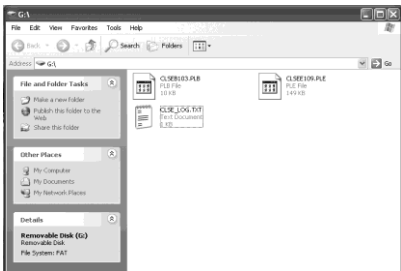 G:\
File Edit View Favorites Tools Help
Back Search Folders
Address G:\ Go
File and Folder Tasks
Make a new folder
Publish this folder to the Web
Share this folder
Other Places
My Computer
My Documents
My Network Places
Details
Removable Disk (G:)
Removable Disk
File System: FAT
CLSEB103.PLB
PLB File
10 KB
CLSEE109.PLE
PLE File
149 KB
CLSE_LOG.TXT
Text Document